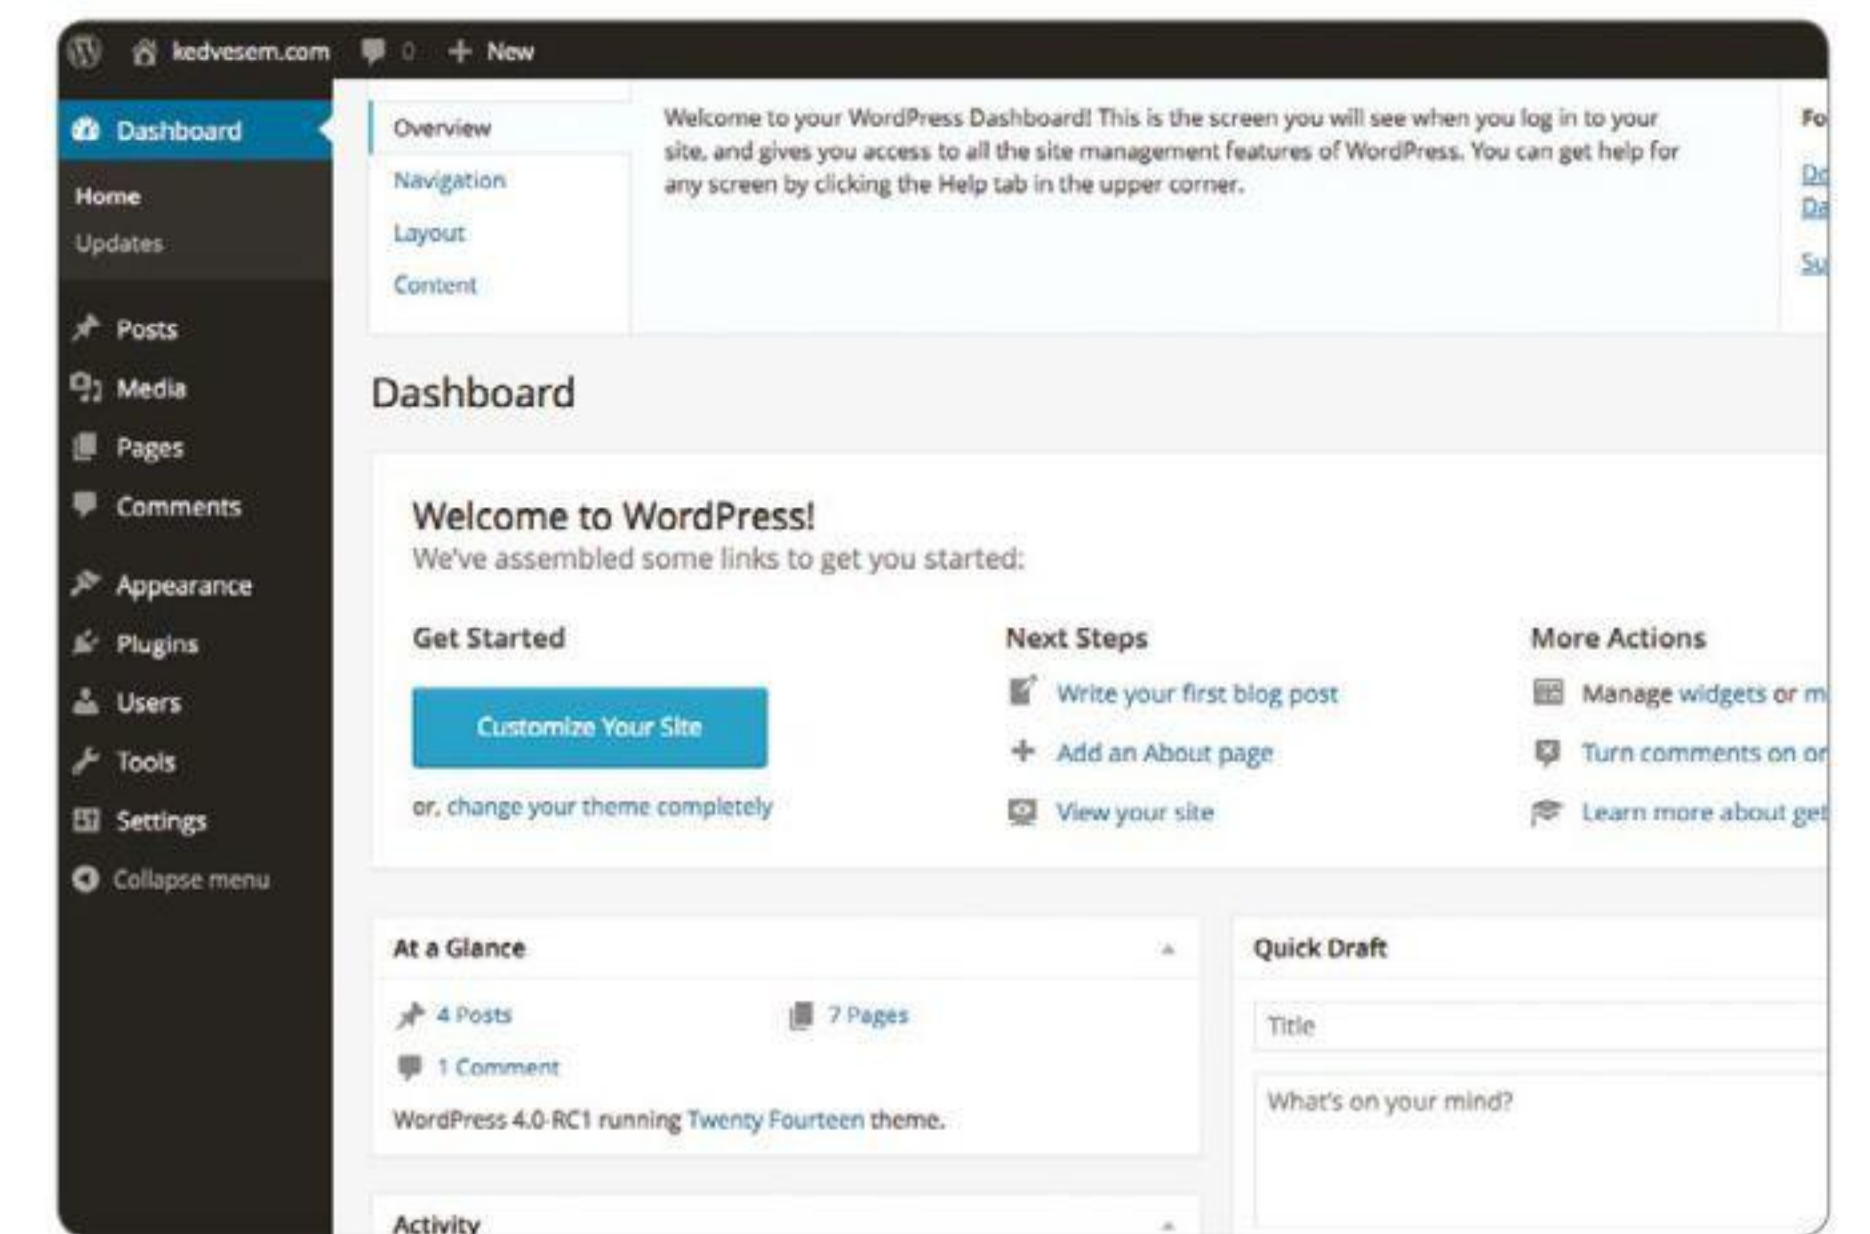 kedvesem.com 0 + New
Dashboard
Home
Updates
Posts
Media
Pages
Comments
Appearance
Plugins
Users
Tools
Settings
Collapse menu
Overview
Navigation
Layout
Content
Welcome to your WordPress Dashboard! This is the screen you will see when you log in to your
site, and gives you access to all the site management features of WordPress. You can get help for
any screen by clicking the Help tab in the upper corner.
Fo
Do
Da
Su
Dashboard
Welcome to WordPress!
We've assembled some links to get you started:
Get Started
Customize Your Site
or, change your theme completely
Next Steps
Write your first blog post
Add an About page
View your site
More Actions
Manage widgets or m
Turn comments on or
Learn more about get
At a Glance
4 Posts
7 Pages
1 Comment
WordPress 4.0-RC1 running Twenty Fourteen theme.
Activity
Quick Draft
Title
What's on your mind?